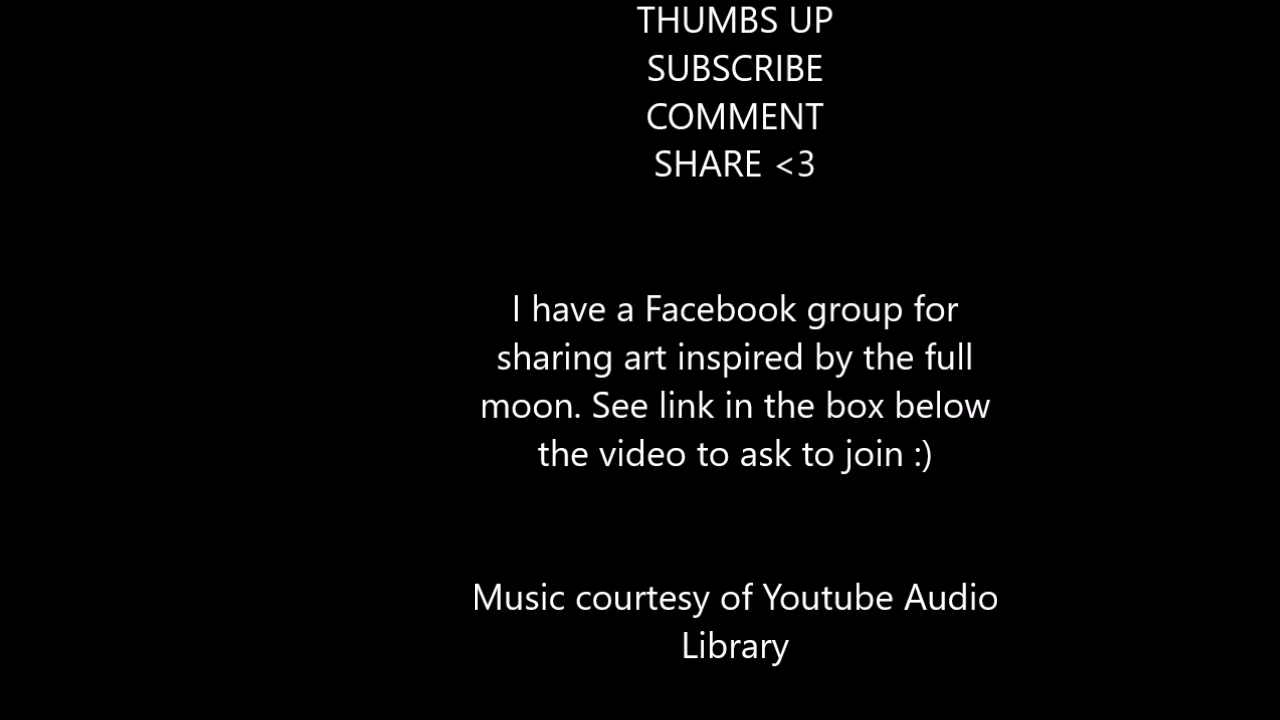 THUMBS UP
SUBSCRIBE
COMMENT
SHARE <3
I have a Facebook group for
sharing art inspired by the full
moon. See link in the box below
the video to ask to join :)
Music courtesy of Youtube Audio
Library